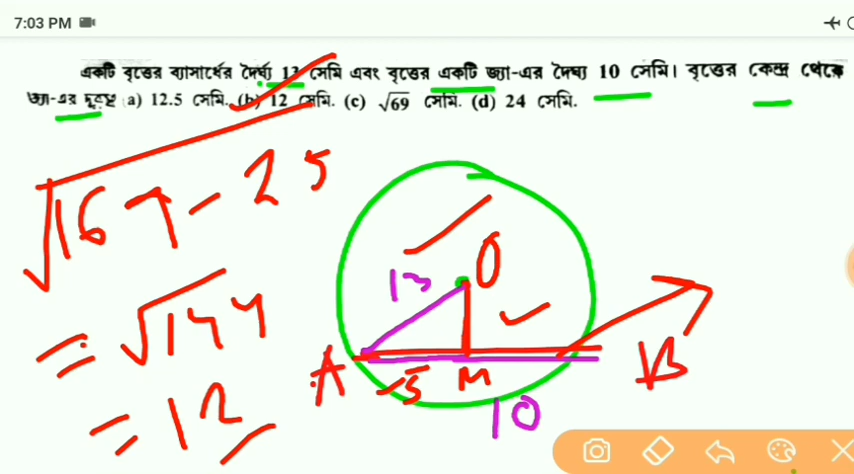 7:03 PM
একটি বৃত্তের ব্যাসার্ধের দৈর্ঘ্য 13 সেমি এবং বৃত্তের একটি জ্যা-এর দৈর্ঘ্য 10 সেমি। বৃত্তের কেন্দ্র থেকে
জ্যা-এর দূরত্ব (a) 12.5 সেমি. (b) 12 সেমি. (c) √69 সেমি. (d) 24 সেমি.
√169 - 25
= √144
= 12
O
13
A
5
M
B
10